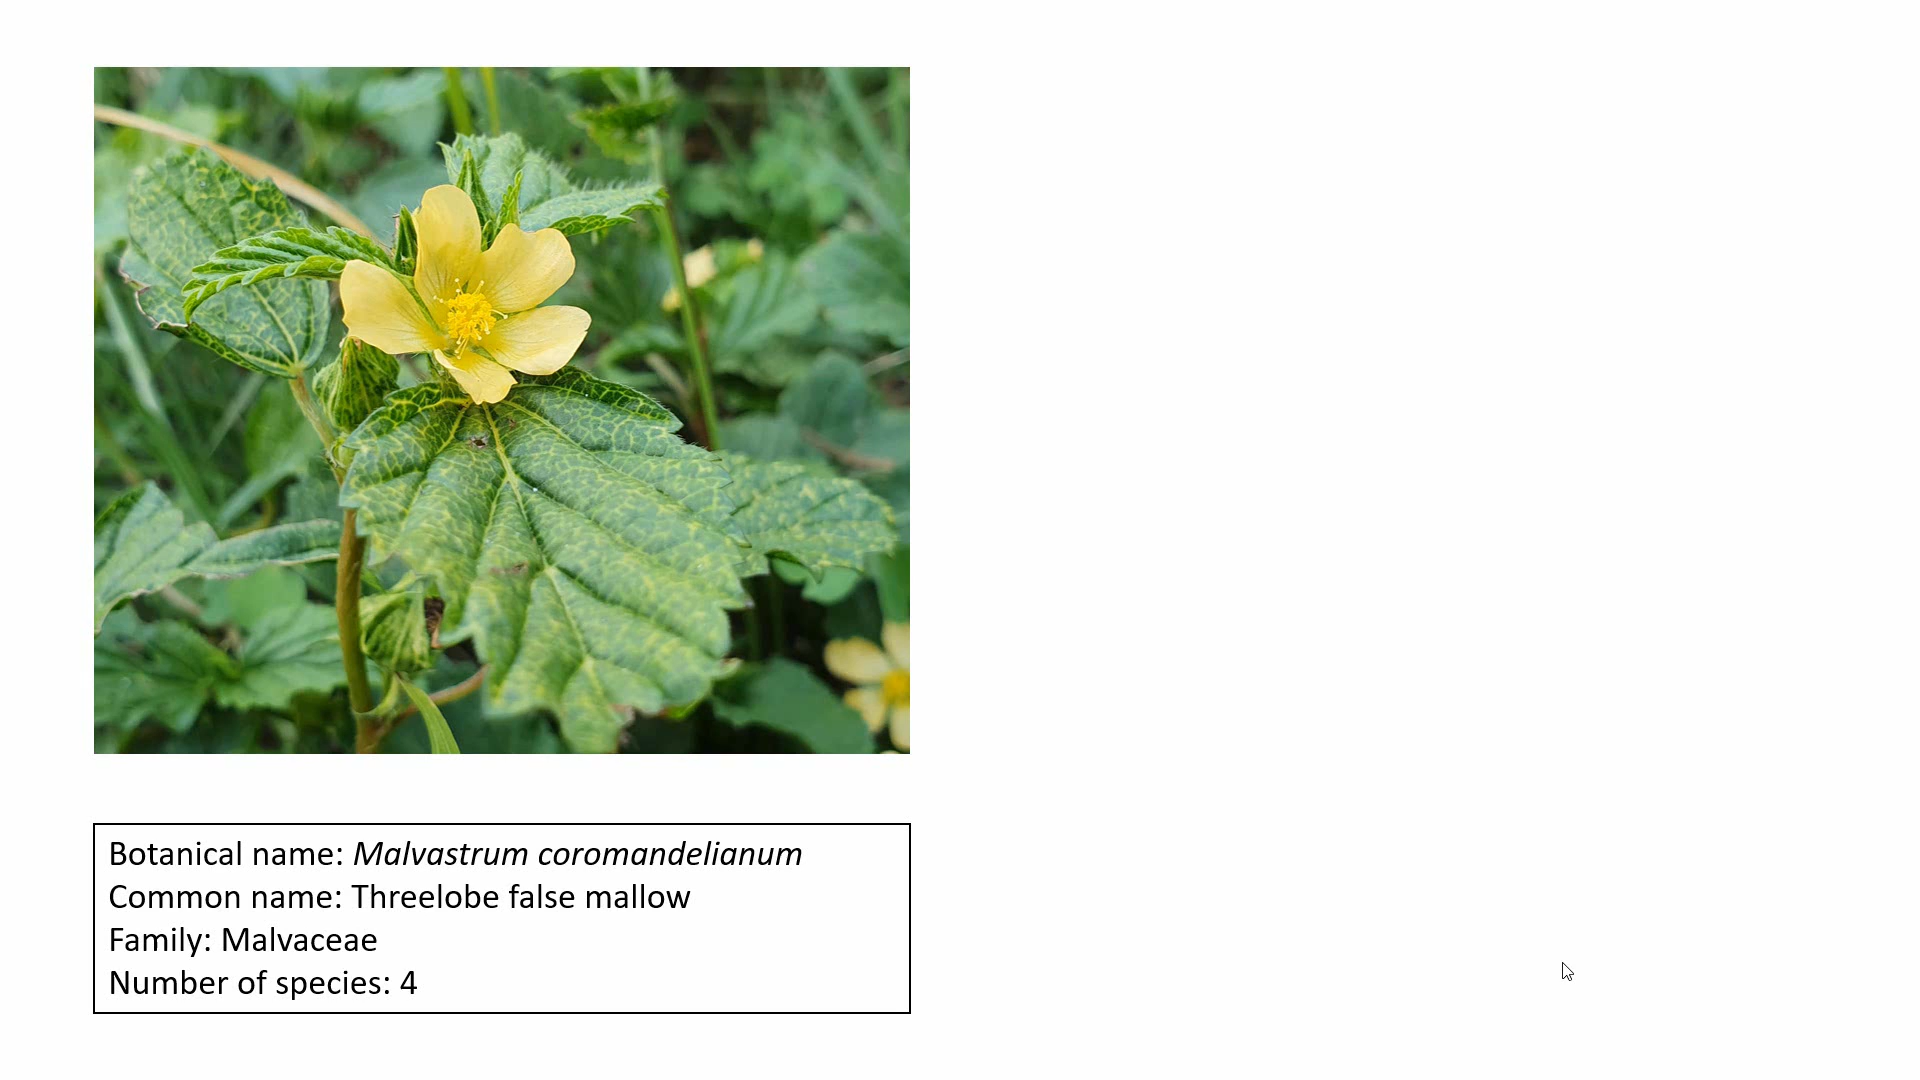 Botanical name: Malvastrum coromandelianum
Common name: Threelobe false mallow
Family: Malvaceae
Number of species: 4